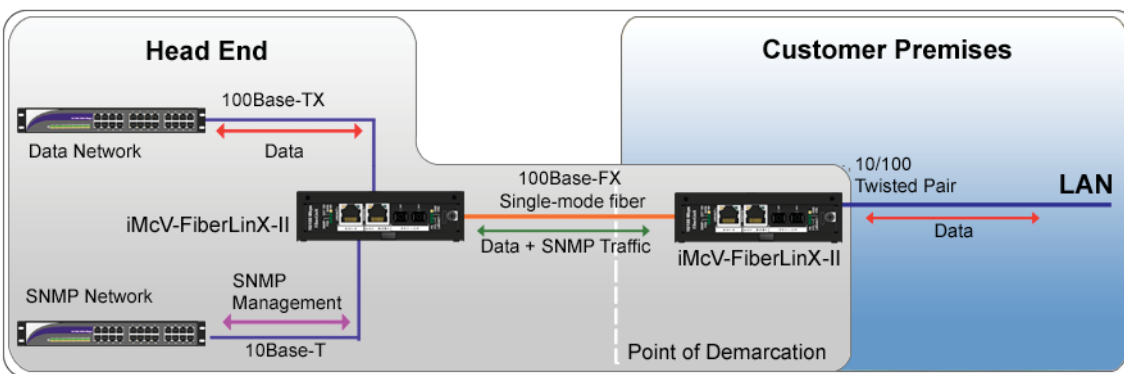 Head End
Customer Premises
100Base-TX
Data Network
Data
iMcV-FiberLinX-II
100Base-FX
Single-mode fiber
Data + SNMP Traffic
iMcV-FiberLinX-II
10/100
Twisted Pair
LAN
Data
SNMP Network
SNMP
Management
10Base-T
Point of Demarcation